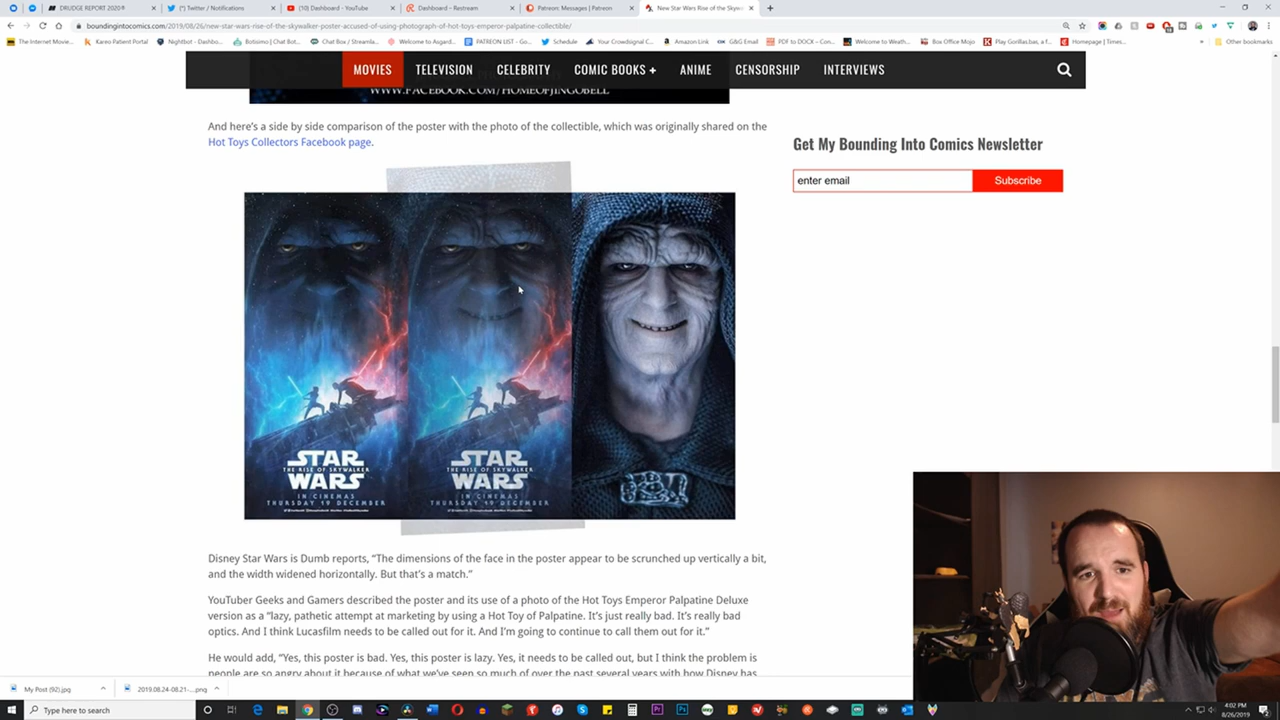 DRUDGE REPORT 2020®
(*) Twitter / Notifications
(10) Dashboard - YouTube
Dashboard - Restream
Patreon: Messages | Patreon
New Star Wars Rise of the Skyw
boundingintocomics.com/2019/08/26/new-star-wars-rise-of-the-skywalker-poster-accused-of-using-photograph-of-hot-toys-emperor-palpatine-collectible/
The Internet Movie...
Kareo Patient Portal
Nightbot - Dashbo...
Botisimo | Chat Bot...
Chat Box / Streamla...
Welcome to Asgard...
PATREON LIST - Go...
Schedule
Your Crowdsignal C...
Amazon Link
G&G Email
PDF to DOCX – Con...
Welcome to Weath...
Box Office Mojo
Play Gorillas.bas, a f...
Homepage | Times...
Other bookmarks
MOVIES TELEVISION CELEBRITY COMIC BOOKS + ANIME CENSORSHIP INTERVIEWS
WWW.FACEBOOK.COM/HOMEOFJINGOBELL
And here's a side by side comparison of the poster with the photo of the collectible, which was originally shared on the
Hot Toys Collectors Facebook page.
Get My Bounding Into Comics Newsletter
enter email
Subscribe
STAR
THE RISE OF SKYWALKER
WARS
IN CINEMAS
THURSDAY 19 DECEMBER
STAR
THE RISE OF SKYWALKER
WARS
IN CINEMAS
THURSDAY 19 DECEMBER
Disney Star Wars is Dumb reports, “The dimensions of the face in the poster appear to be scrunched up vertically a bit,
and the width widened horizontally. But that’s a match.”
YouTuber Geeks and Gamers described the poster and its use of a photo of the Hot Toys Emperor Palpatine Deluxe
version as a “lazy, pathetic attempt at marketing by using a Hot Toy of Palpatine. It’s just really bad. It’s really bad
optics. And I think Lucasfilm needs to be called out for it. And I’m going to continue to call them out for it.”
He would add, “Yes, this poster is bad. Yes, this poster is lazy. Yes, it needs to be called out, but I think the problem is
people are so angry about it because of what we’ve seen so much of over the past several years with how Disney has
My Post (92).jpg
2019.08.24-08.21-....png
Type here to search
4:02 PM
8/26/2019